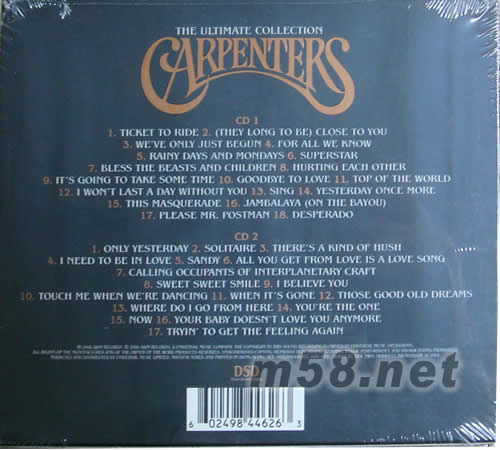 THE ULTIMATE COLLECTION
CARPENTERS
CD 1
1. TICKET TO RIDE 2. (THEY LONG TO BE) CLOSE TO YOU
3. WE'VE ONLY JUST BEGUN 4. FOR ALL WE KNOW
5. RAINY DAYS AND MONDAYS 6. SUPERSTAR
7. BLESS THE BEASTS AND CHILDREN 8. HURTING EACH OTHER
9. IT'S GOING TO TAKE SOME TIME 10. GOODBYE TO LOVE 11. TOP OF THE WORLD
12. I WON'T LAST A DAY WITHOUT YOU 13. SING 14. YESTERDAY ONCE MORE
15. THIS MASQUERADE 16. JAMBALAYA (ON THE BAYOU)
17. PLEASE MR. POSTMAN 18. DESPERADO
CD 2
1. ONLY YESTERDAY 2. SOLITAIRE 3. THERE'S A KIND OF HUSH
4. I NEED TO BE IN LOVE 5. SANDY 6. ALL YOU GET FROM LOVE IS A LOVE SONG
7. CALLING OCCUPANTS OF INTERPLANETARY CRAFT
8. SWEET SWEET SMILE 9. I BELIEVE YOU
10. TOUCH ME WHEN WE'RE DANCING 11. WHEN IT'S GONE 12. THOSE GOOD OLD DREAMS
13. WHERE DO I GO FROM HERE 14. YOU'RE THE ONE
15. NOW 16. YOUR BABY DOESN'T LOVE YOU ANYMORE
17. TRYIN' TO GET THE FEELING AGAIN
DSD
m58.net
6 02498 44626 3